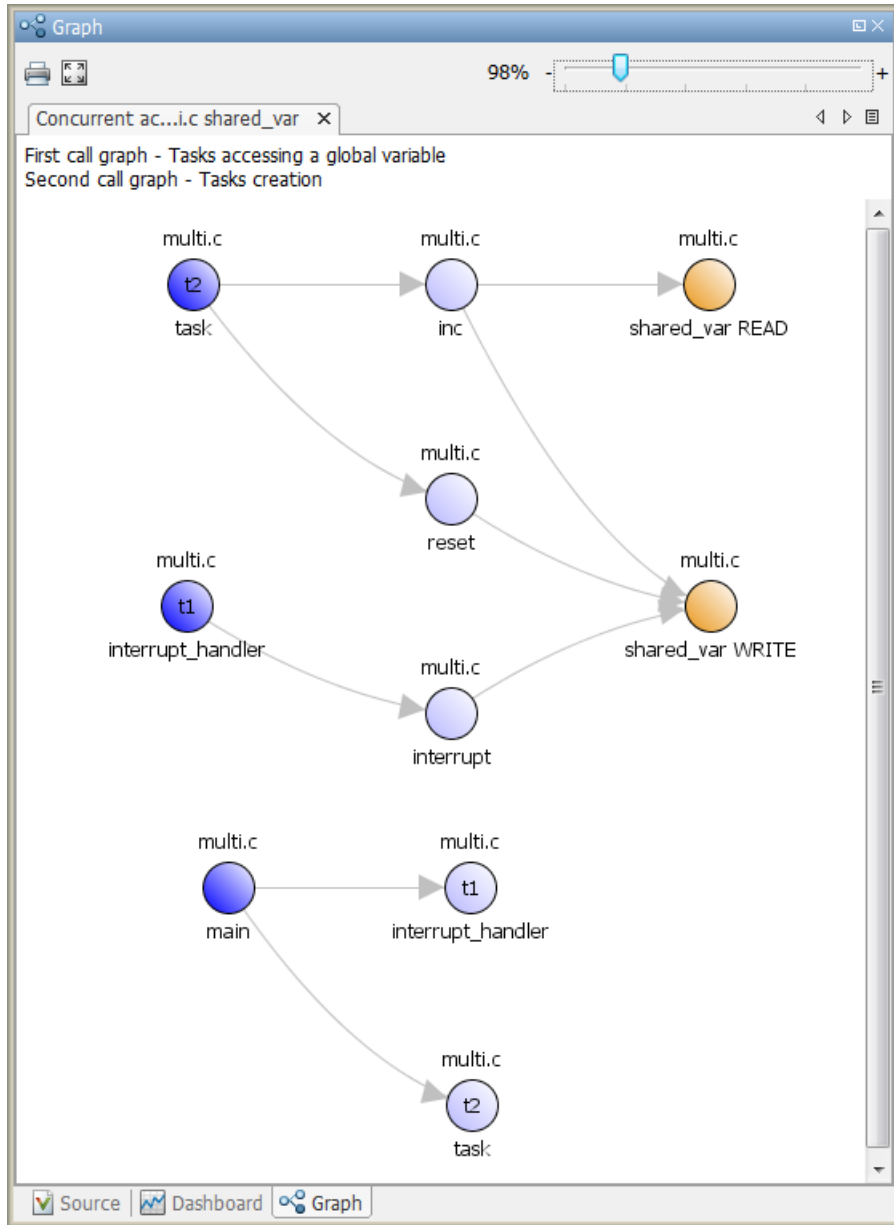 Graph
98% - +
Concurrent ac...i.c shared_var X
First call graph - Tasks accessing a global variable
Second call graph - Tasks creation
multi.c multi.c multi.c
t2
task inc shared_var READ
multi.c
reset
multi.c multi.c
t1
interrupt_handler shared_var WRITE
multi.c
interrupt
multi.c multi.c
t1
main interrupt_handler
multi.c
t2
task
Source Dashboard Graph